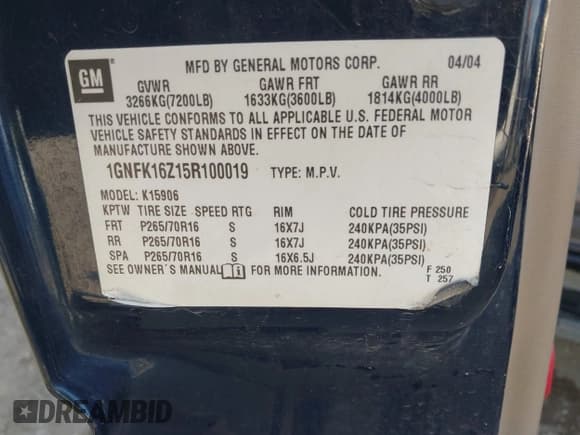 GM
MFD BY GENERAL MOTORS CORP. 04/04
GVWR GAWR FRT GAWR RR
3266KG(7200LB) 1633KG(3600LB) 1814KG(4000LB)
THIS VEHICLE CONFORMS TO ALL APPLICABLE U.S. FEDERAL MOTOR
VEHICLE SAFETY STANDARDS IN EFFECT ON THE DATE OF
MANUFACTURE SHOWN ABOVE.
1GNFK16Z15R100019 TYPE: M.P.V.
MODEL: K15906
KPTW TIRE SIZE SPEED RTG RIM COLD TIRE PRESSURE
FRT P265/70R16 S 16X7J 240KPA(35PSI)
RR P265/70R16 S 16X7J 240KPA(35PSI)
SPA P265/70R16 S 16X6.5J 240KPA(35PSI)
SEE OWNER'S MANUAL FOR MORE INFORMATION.
F 250
T 257
DREAMBID